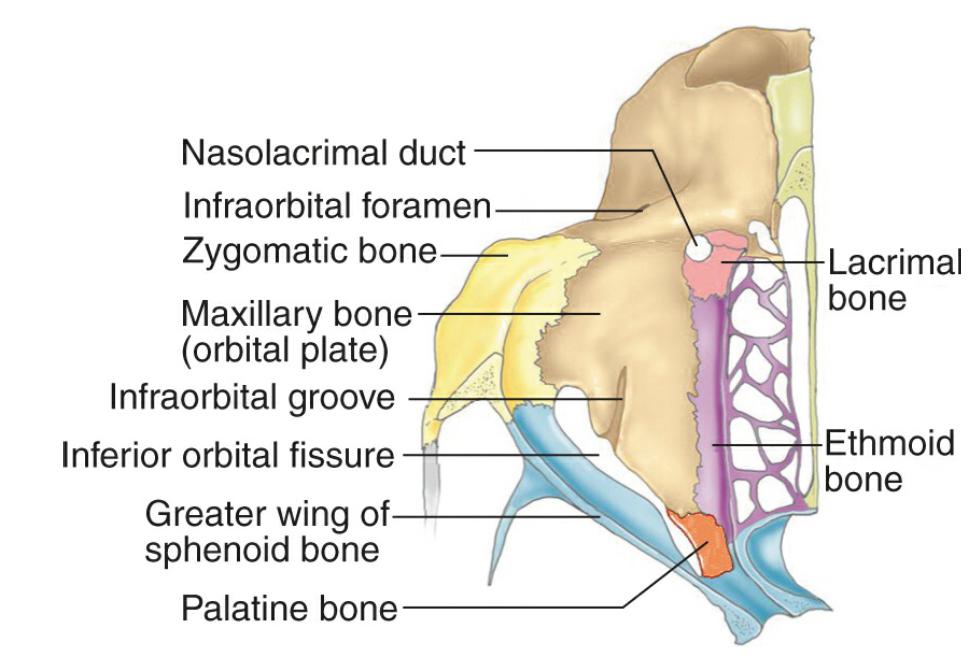 Nasolacrimal duct
Infraorbital foramen
Zygomatic bone
Maxillary bone
(orbital plate)
Infraorbital groove
Inferior orbital fissure
Greater wing of
sphenoid bone
Palatine bone
Lacrimal
bone
Ethmoid
bone